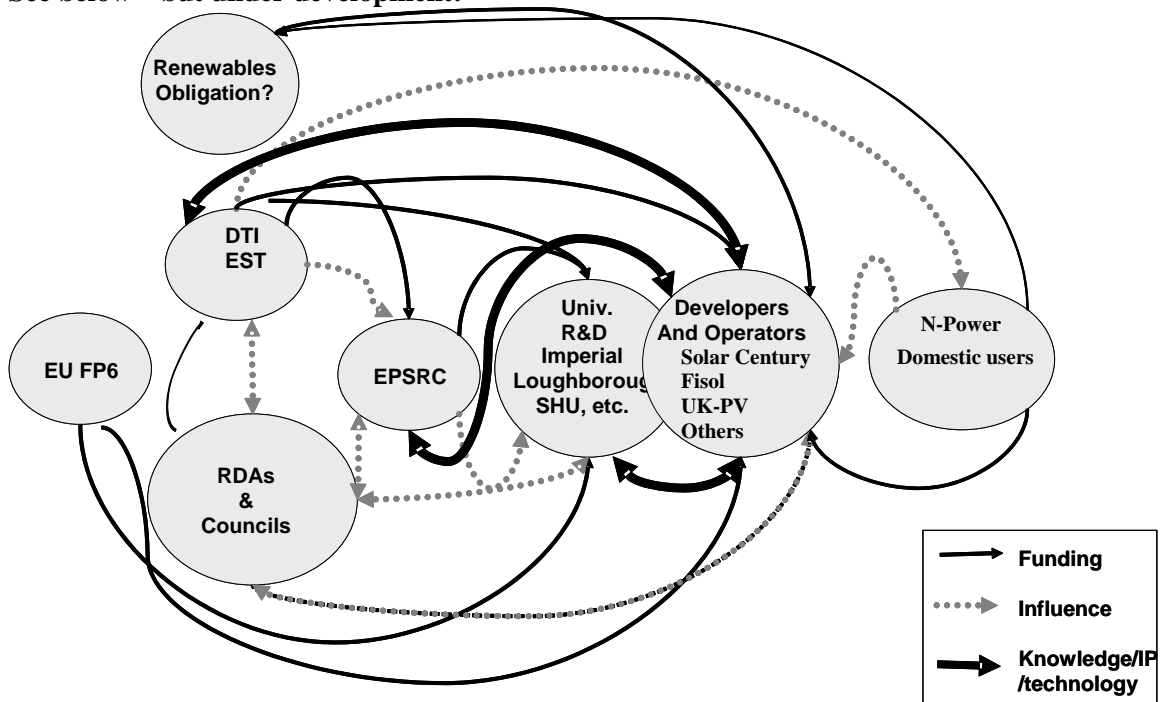 Renewables
Obligation?
DTI
EST
EU FP6
EPSRC
Univ.
R&D
Imperial
Loughboroug
SHU, etc.
Developers
And Operators
Solar Century
Fisol
UK-PV
Others
N-Power
Domestic users
RDAs
&
Councils
Funding
Influence
Knowledge/IP
/technology